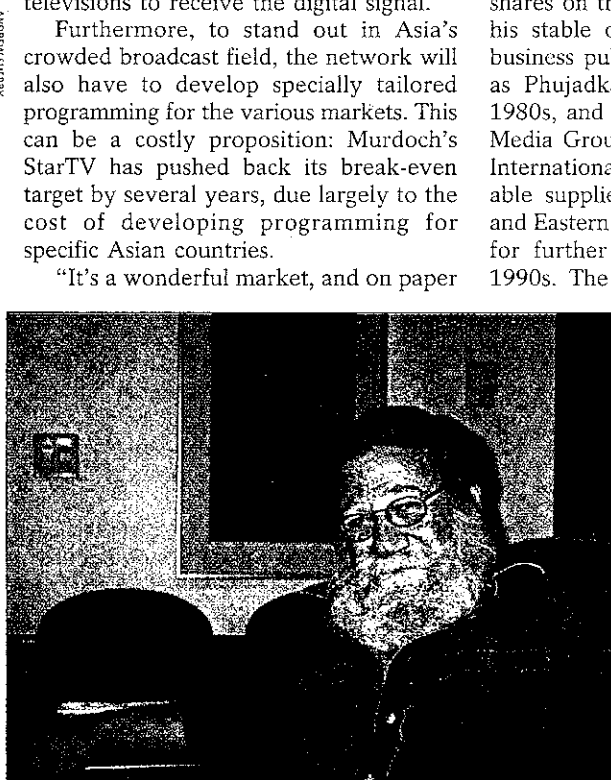 televisions to receive the digital signal.
Furthermore, to stand out in Asia's
crowded broadcast field, the network will
also have to develop specially tailored
programming for the various markets. This
can be a costly proposition: Murdoch's
StarTV has pushed back its break-even
target by several years, due largely to the
cost of developing programming for
specific Asian countries.
"It's a wonderful market, and on paper
shares on th
his stable o
business pu
as Phujadka
1980s, and
Media Grou
Internationa
able supplie
and Eastern
for further
1990s. The